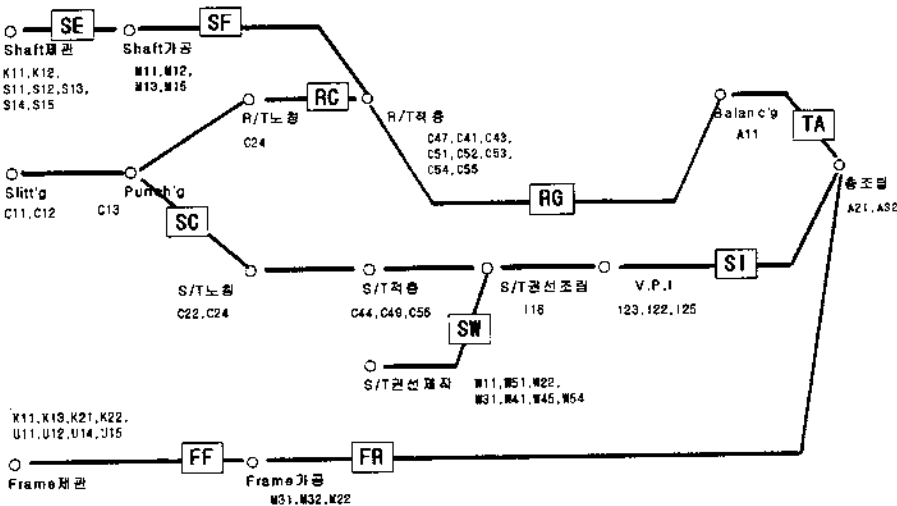 SE
SF
Shaft제관
Shaft가공
K11,K12,
S11,S12,S13,
S14,S15
M11,M12,
M13,M15
RC
R/T노칭
C24
R/T적층
C47,C41,C43,
C51,C52,C53,
C54,C55
Balanc'g
A11
TA
Slitt'g
C11,C12
Punch'g
C13
SC
RG
총조립
A21,A32
S/T노칭
C22,C24
S/T적층
C44,C49,C56
S/T권선조립
I16
V.P.I
I23,I22,I25
SI
SW
S/T권선제작
W11,W51,W22,
W31,W41,W45,W54
K11,K13,K21,K22,
U11,U12,U14,U15
FF
FR
Frame제관
Frame가공
M31,M32,M22